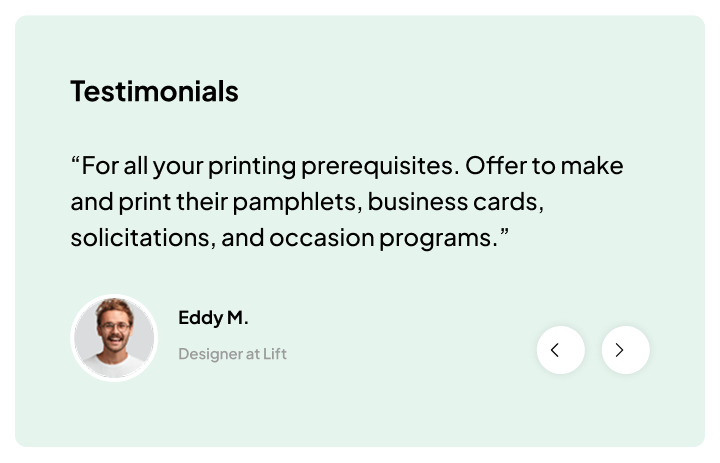 Testimonials
“For all your printing prerequisites. Offer to make
and print their pamphlets, business cards,
solicitations, and occasion programs.”
Eddy M.
Designer at Lift